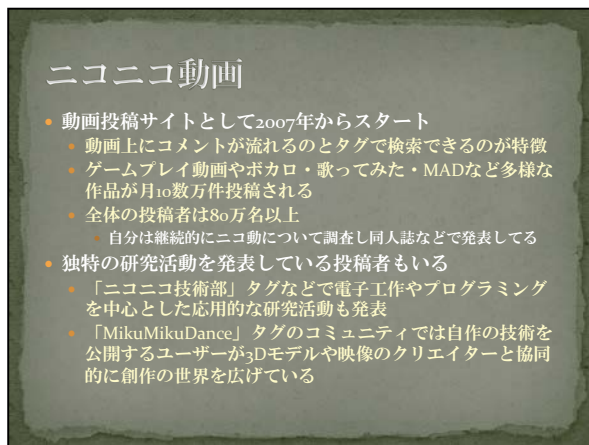 ニコニコ動画
• 動画投稿サイトとして2007年からスタート
• 動画上にコメントが流れるのとタグで検索できるのが特徴
• ゲームプレイ動画やボカロ・歌ってみた・MADなど多様な
作品が月10数万件投稿される
• 全体の投稿者は80万名以上
• 自分は継続的にニコ動について調査し同人誌などで発表してる
• 独特の研究活動を発表している投稿者もいる
• 「ニコニコ技術部」タグなどで電子工作やプログラミング
を中心とした応用的な研究活動も発表
• 「MikuMikuDance」タグのコミュニティでは自作の技術を
公開するユーザーが3Dモデルや映像のクリエイターと協同
的に創作の世界を広げている